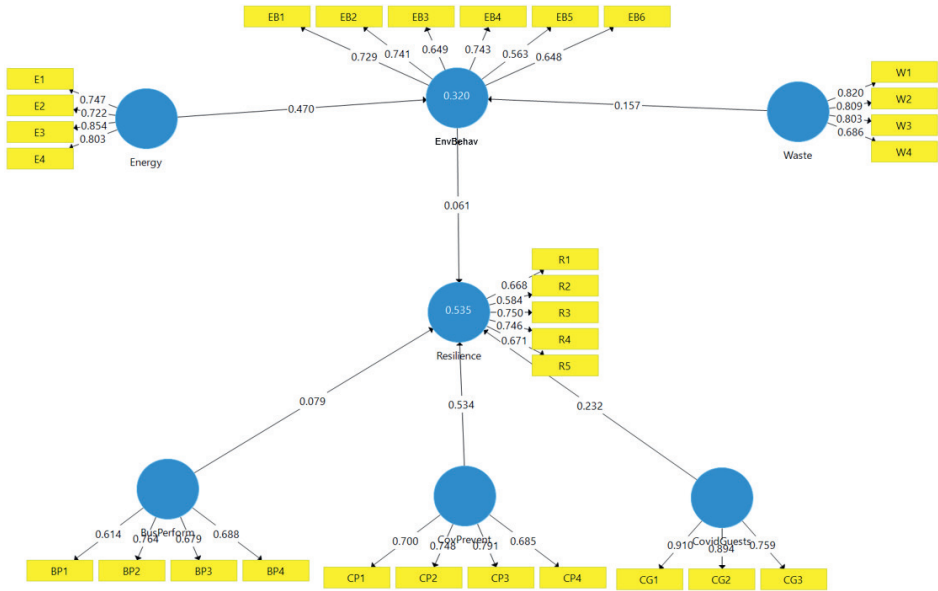 EB1 EB2 EB3 EB4 EB5 EB6
0.729 0.741 0.649 0.743 0.563 0.648
E1
E2
E3
E4
0.747
0.722
0.854
0.803
Energy
0.470
0.320
EnvBehav
0.157
W1
W2
W3
W4
0.820
0.809
0.803
0.686
Waste
0.061
R1
R2
R3
R4
R5
0.668
0.584
0.750
0.746
0.671
0.535
Resilience
0.079
0.534
0.232
BusPerform
0.614 0.764 0.679 0.688
BP1 BP2 BP3 BP4
CovPrevent
0.700 0.748 0.791 0.685
CP1 CP2 CP3 CP4
CovidGuests
0.910 0.894 0.759
CG1 CG2 CG3